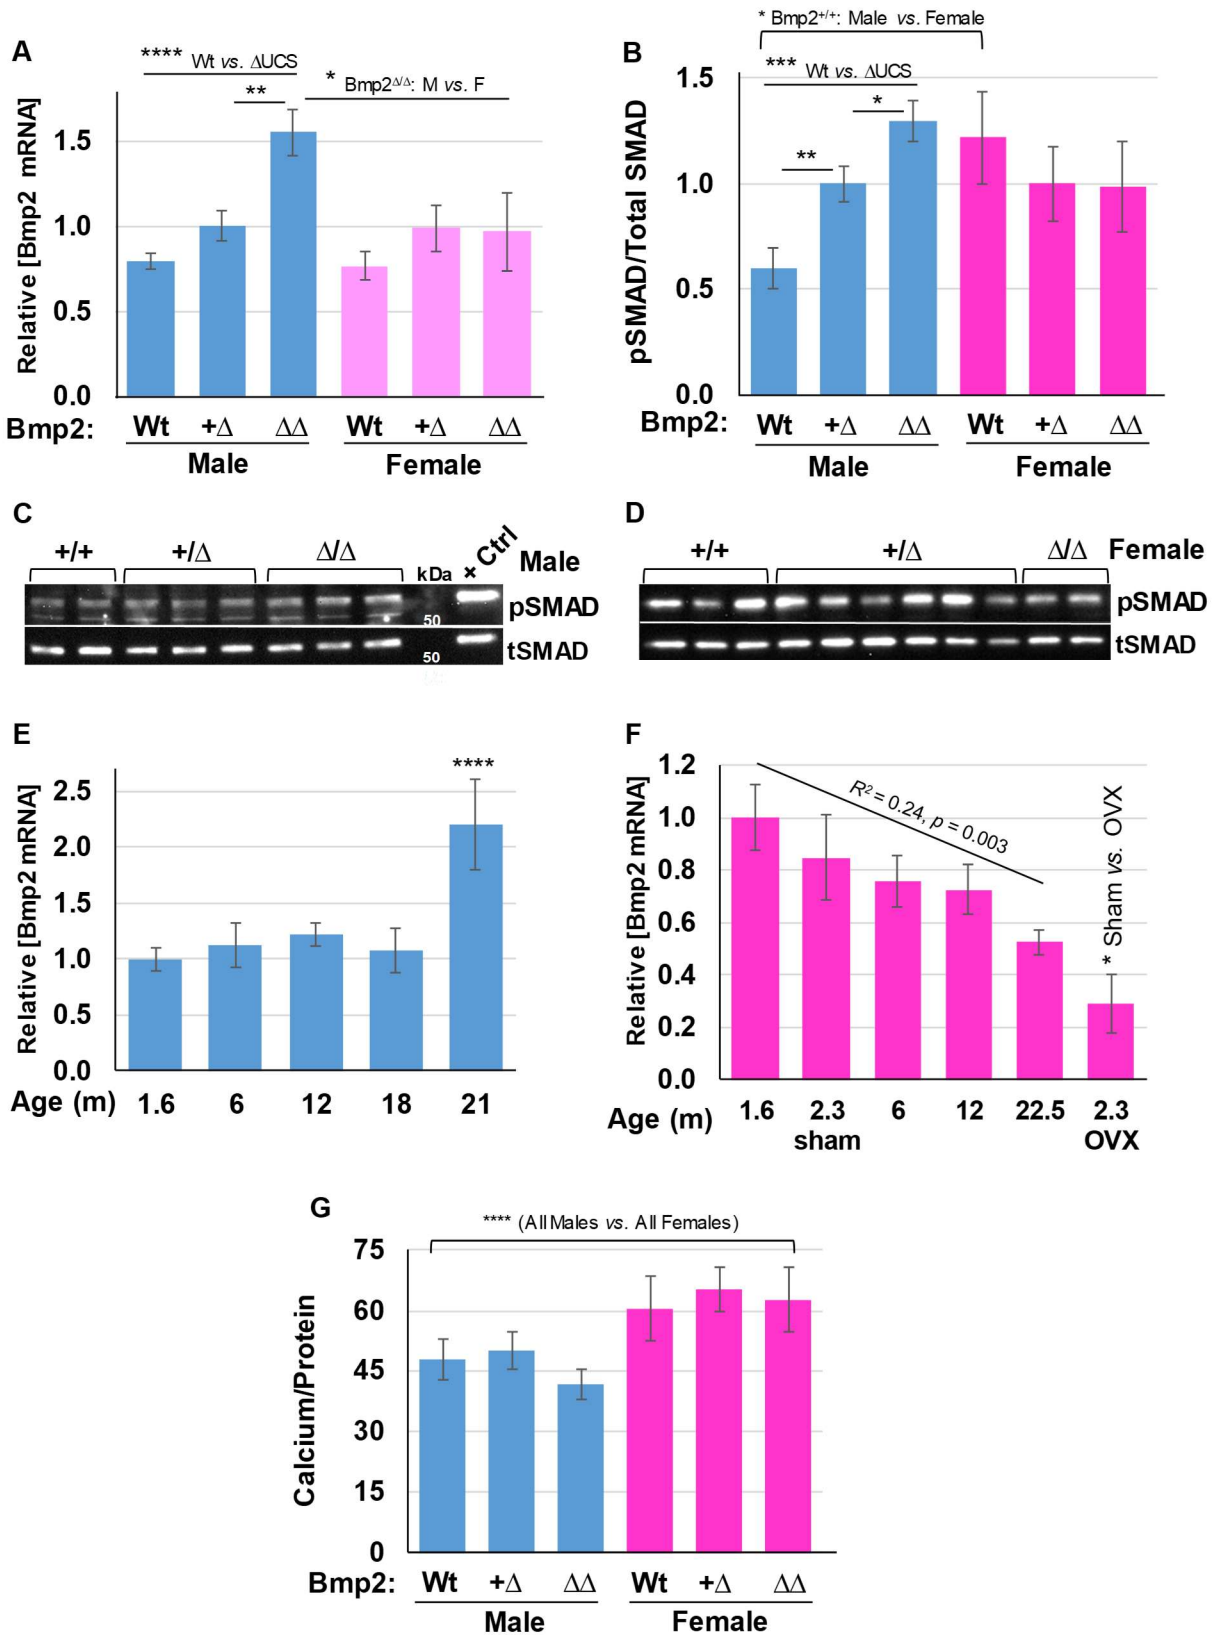 A
**** Wt vs. ΔUCS
**
* Bmp2Δ/Δ: M vs. F
Relative [Bmp2 mRNA]
1.5
1.0
0.5
0.0
Bmp2: Wt +Δ ΔΔ Wt +Δ ΔΔ
Male Female
B
* Bmp2+/+: Male vs. Female
*** Wt vs. ΔUCS
*
**
pSMAD/Total SMAD
1.5
1.0
0.5
0.0
Bmp2: Wt +Δ ΔΔ Wt +Δ ΔΔ
Male Female
C
+/+ +/Δ Δ/Δ kDa + Ctrl Male
50 pSMAD
50 tSMAD
D
+/+ +/Δ Δ/Δ Female
pSMAD
tSMAD
E
****
Relative [Bmp2 mRNA]
2.5
2.0
1.5
1.0
0.5
0.0
Age (m) 1.6 6 12 18 21
F
Relative [Bmp2 mRNA]
1.2
1.0
0.8
0.6
0.4
0.2
0.0
R2 = 0.24, p = 0.003
* Sham vs. OVX
Age (m) 1.6 2.3 6 12 22.5 2.3
sham OVX
G
**** (All Males vs. All Females)
Calcium/Protein
75
60
45
30
15
0
Bmp2: Wt +Δ ΔΔ Wt +Δ ΔΔ
Male Female